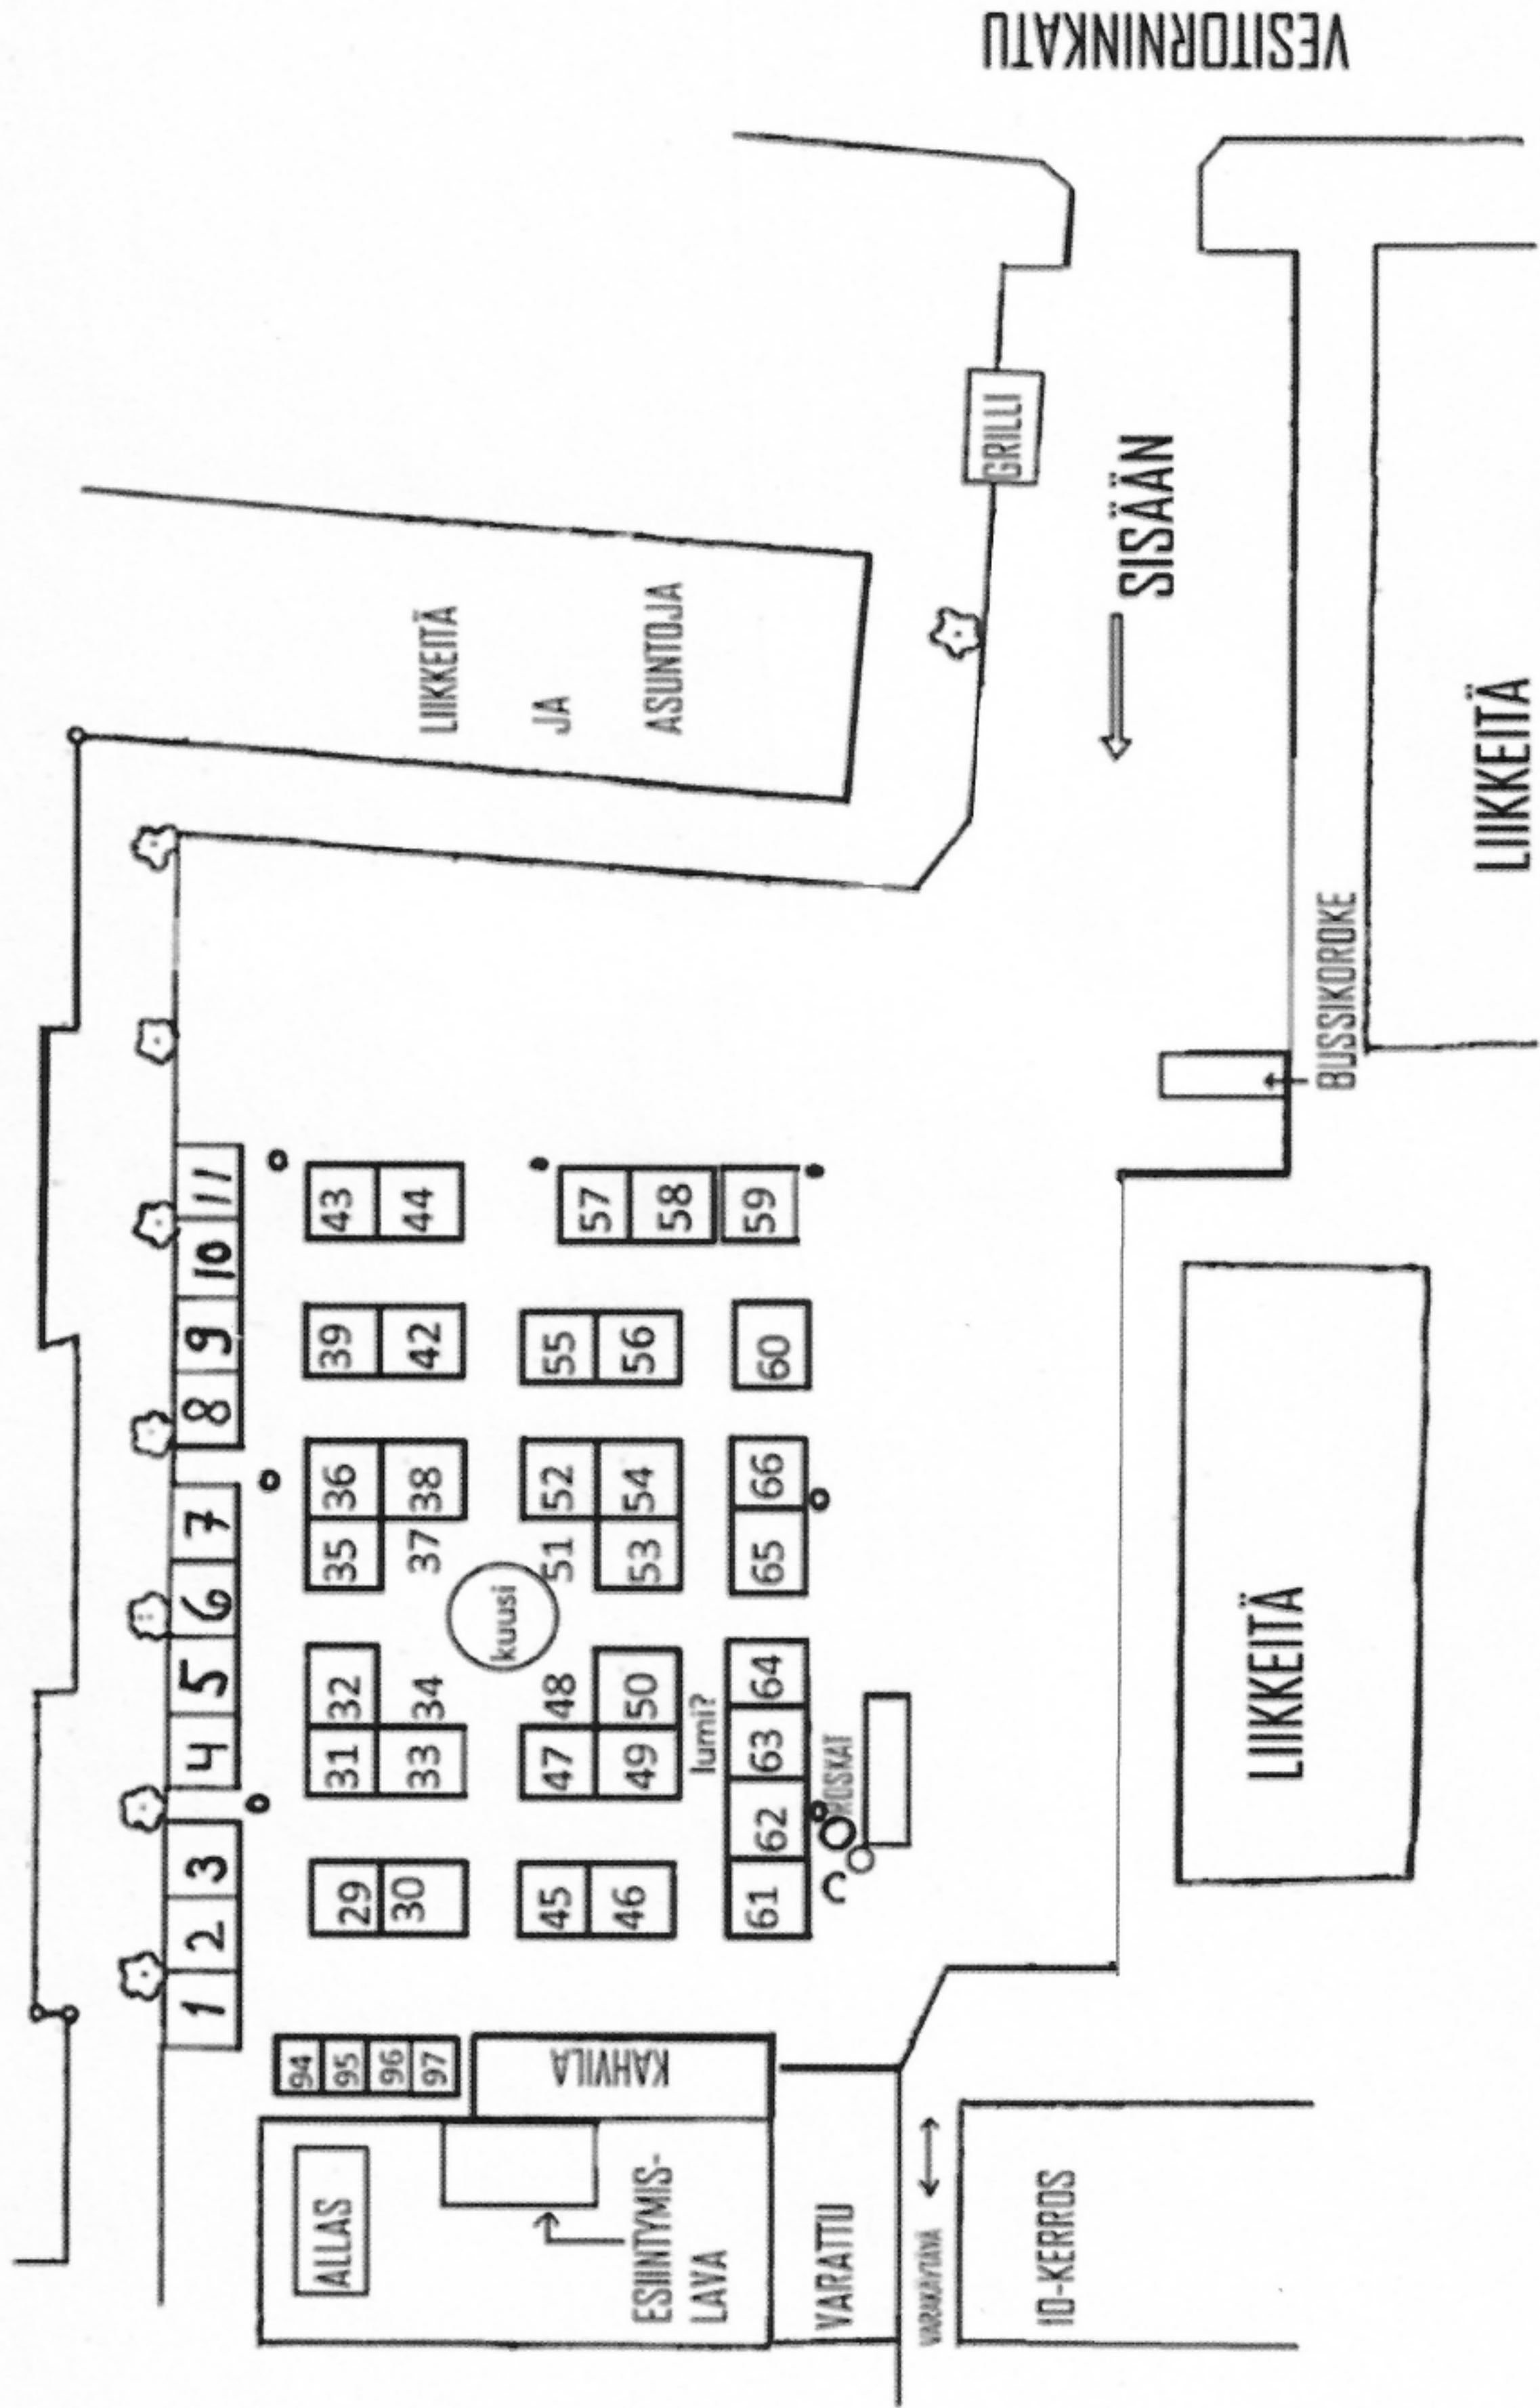 VESITORNINKATU
1 2 3 4 5 6 7 8 9 10 11
94
95
96
97
29 31 32 35 36 39 43
30 33 34 37 38 42 44
kuusi
45 47 48 51 52 55 57
46 49 50 53 54 56 58
lumi?
61 62 63 64 65 66 60 59
ROSKAT
ALLAS
KAHVILA
ESIINTYMIS-
LAVA
VARATTU
VARAKÄYTÄVÄ
10-KERROS
LIIKKEITÄ
JA
ASUNTOJA
GRILLI
SISÄÄN
BUSSIKOROKE
LIIKKEITÄ
LIIKKEITÄ